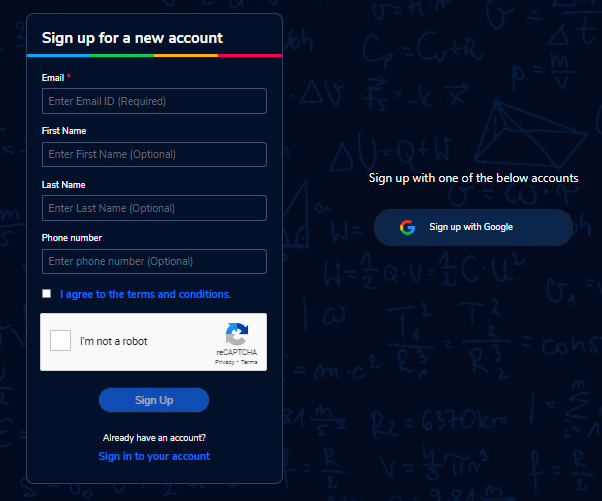 Sign up for a new account
Email *
Enter Email ID (Required)
First Name
Enter First Name (Optional)
Last Name
Enter Last Name (Optional)
Phone number
Enter phone number (Optional)
I agree to the terms and conditions.
I'm not a robot
reCAPTCHA
Privacy - Terms
Sign Up
Already have an account?
Sign in to your account
Sign up with one of the below accounts
Sign up with Google